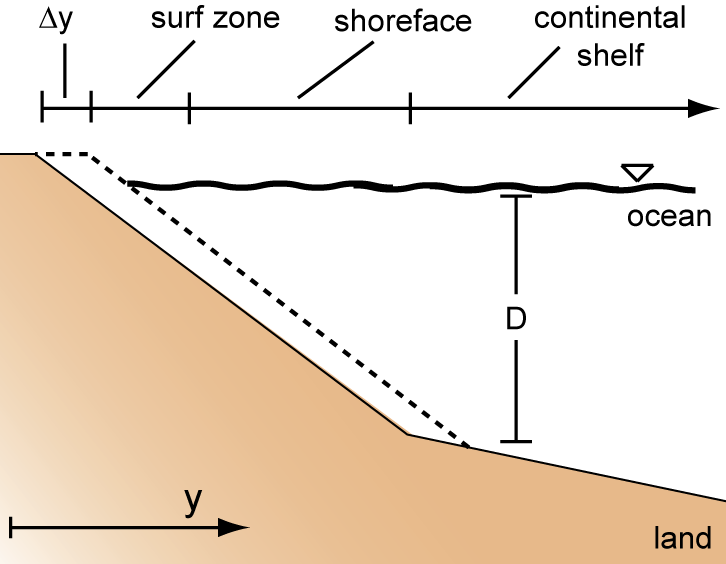 Δy
surf zone
shoreface
continental
shelf
ocean
D
y
land